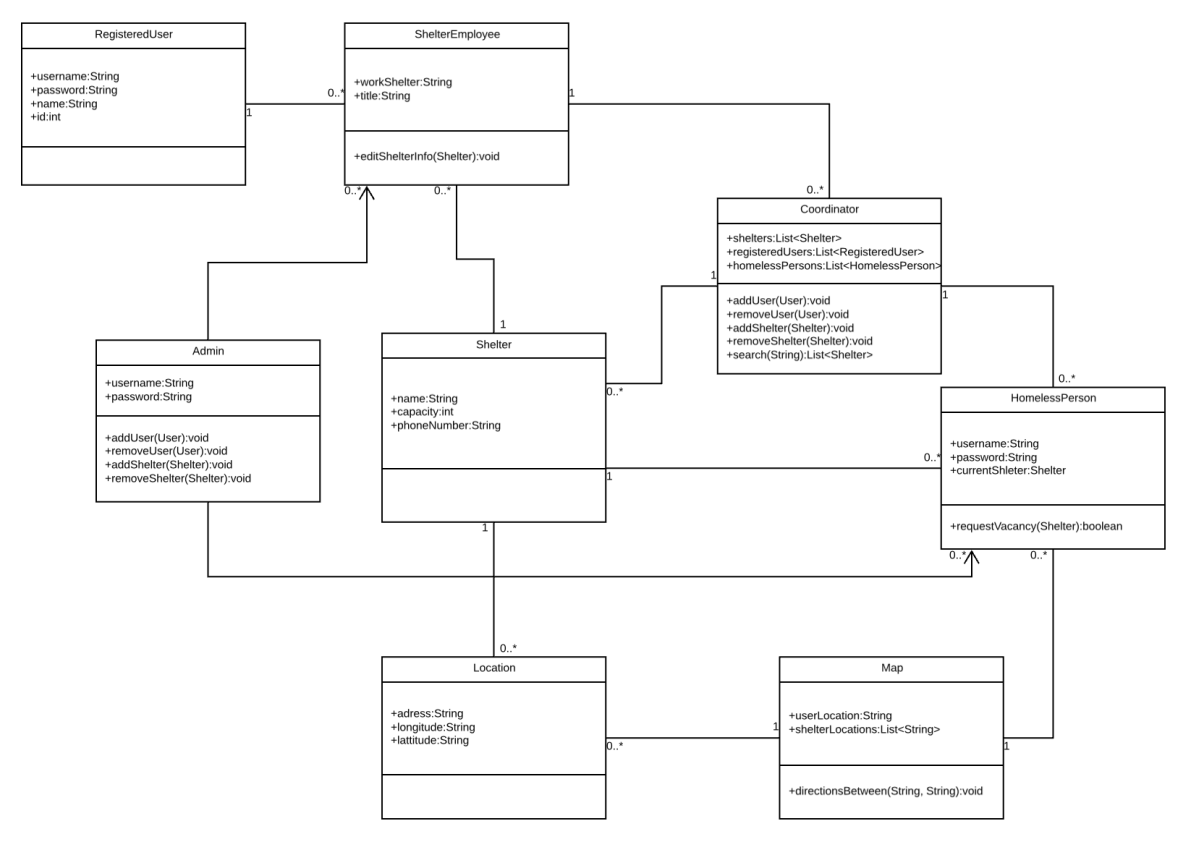 RegisteredUser
+username:String
+password:String
+name:String
+id:int
1
0..*
ShelterEmployee
+workShelter:String
+title:String
+editShelterInfo(Shelter):void
1
0..*
0..*
0..*
Coordinator
+shelters:List<Shelter>
+registeredUsers:List<RegisteredUser>
+homelessPersons:List<HomelessPerson>
+addUser(User):void
+removeUser(User):void
+addShelter(Shelter):void
+removeShelter(Shelter):void
+search(String):List<Shelter>
1
1
Admin
+username:String
+password:String
+addUser(User):void
+removeUser(User):void
+addShelter(Shelter):void
+removeShelter(Shelter):void
1
Shelter
+name:String
+capacity:int
+phoneNumber:String
0..*
1
1
0..*
0..*
HomelessPerson
+username:String
+password:String
+currentShleter:Shelter
+requestVacancy(Shelter):boolean
0..*
0..*
0..*
Location
+adress:String
+longitude:String
+lattitude:String
0..*
1
Map
+userLocation:String
+shelterLocations:List<String>
+directionsBetween(String, String):void
1